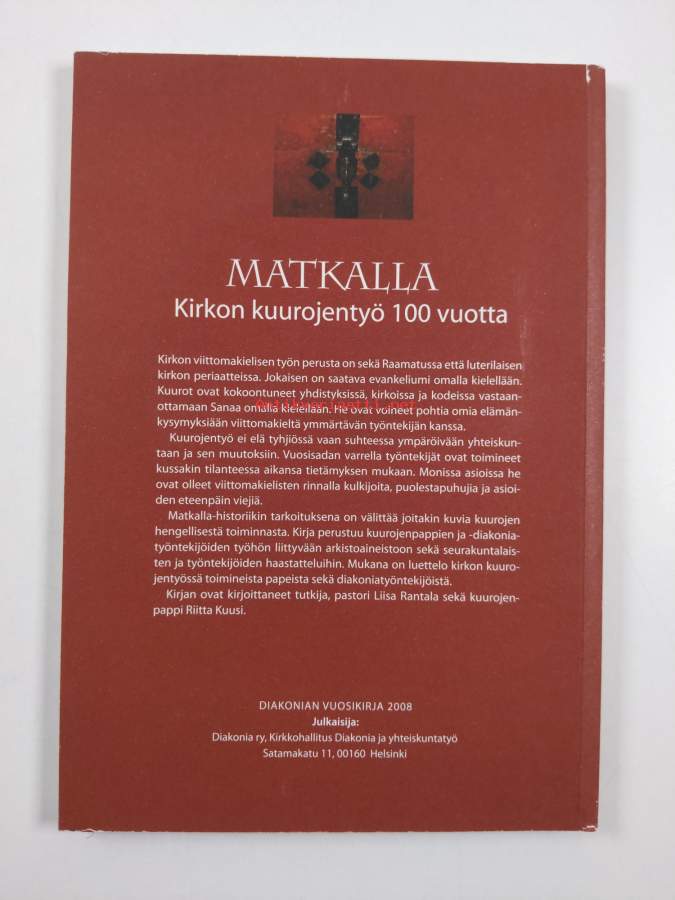 MATKALLA
Kirkon kuurojentyö 100 vuotta
Kirkon viittomakielisen työn perusta on sekä Raamatussa että luterilaisen
kirkon periaatteissa. Jokaisen on saatava evankeliumi omalla kielellään.
Kuurot ovat kokoontuneet yhdistyksissä, kirkoissa ja kodeissa vastaan-
ottamaan Sanaa omalla kielellään. He ovat voineet pohtia omia elämän-
kysymyksiään viittomakieltä ymmärtävän työntekijän kanssa.
Kuurojentyö ei elä tyhjiössä vaan suhteessa ympäröivään yhteiskun-
taan ja sen muutoksiin. Vuosisadan varrella työntekijät ovat toimineet
kussakin tilanteessa aikansa tietämyksen mukaan. Monissa asioissa he
ovat olleet viittomakielisten rinnalla kulkijoita, puolestapuhujia ja asioi-
den eteenpäin viejiä.
Matkalla-historiikin tarkoituksena on välittää joitakin kuvia kuurojen
hengellisestä toiminnasta. Kirja perustuu kuurojenpappien ja -diakonia-
työntekijöiden työhön liittyvään arkistoaineistoon sekä seurakuntalais-
ten ja työntekijöiden haastatteluihin. Mukana on luettelo kirkon kuuro-
jentyössä toimineista papeista sekä diakoniatyöntekijöistä.
Kirjan ovat kirjoittaneet tutkija, pastori Liisa Rantala sekä kuurojen-
pappi Riitta Kuusi.
DIAKONIAN VUOSIKIRJA 2008
Julkaisija:
Diakonia ry, Kirkkohallitus Diakonia ja yhteiskuntatyö
Satamakatu 11, 00160 Helsinki